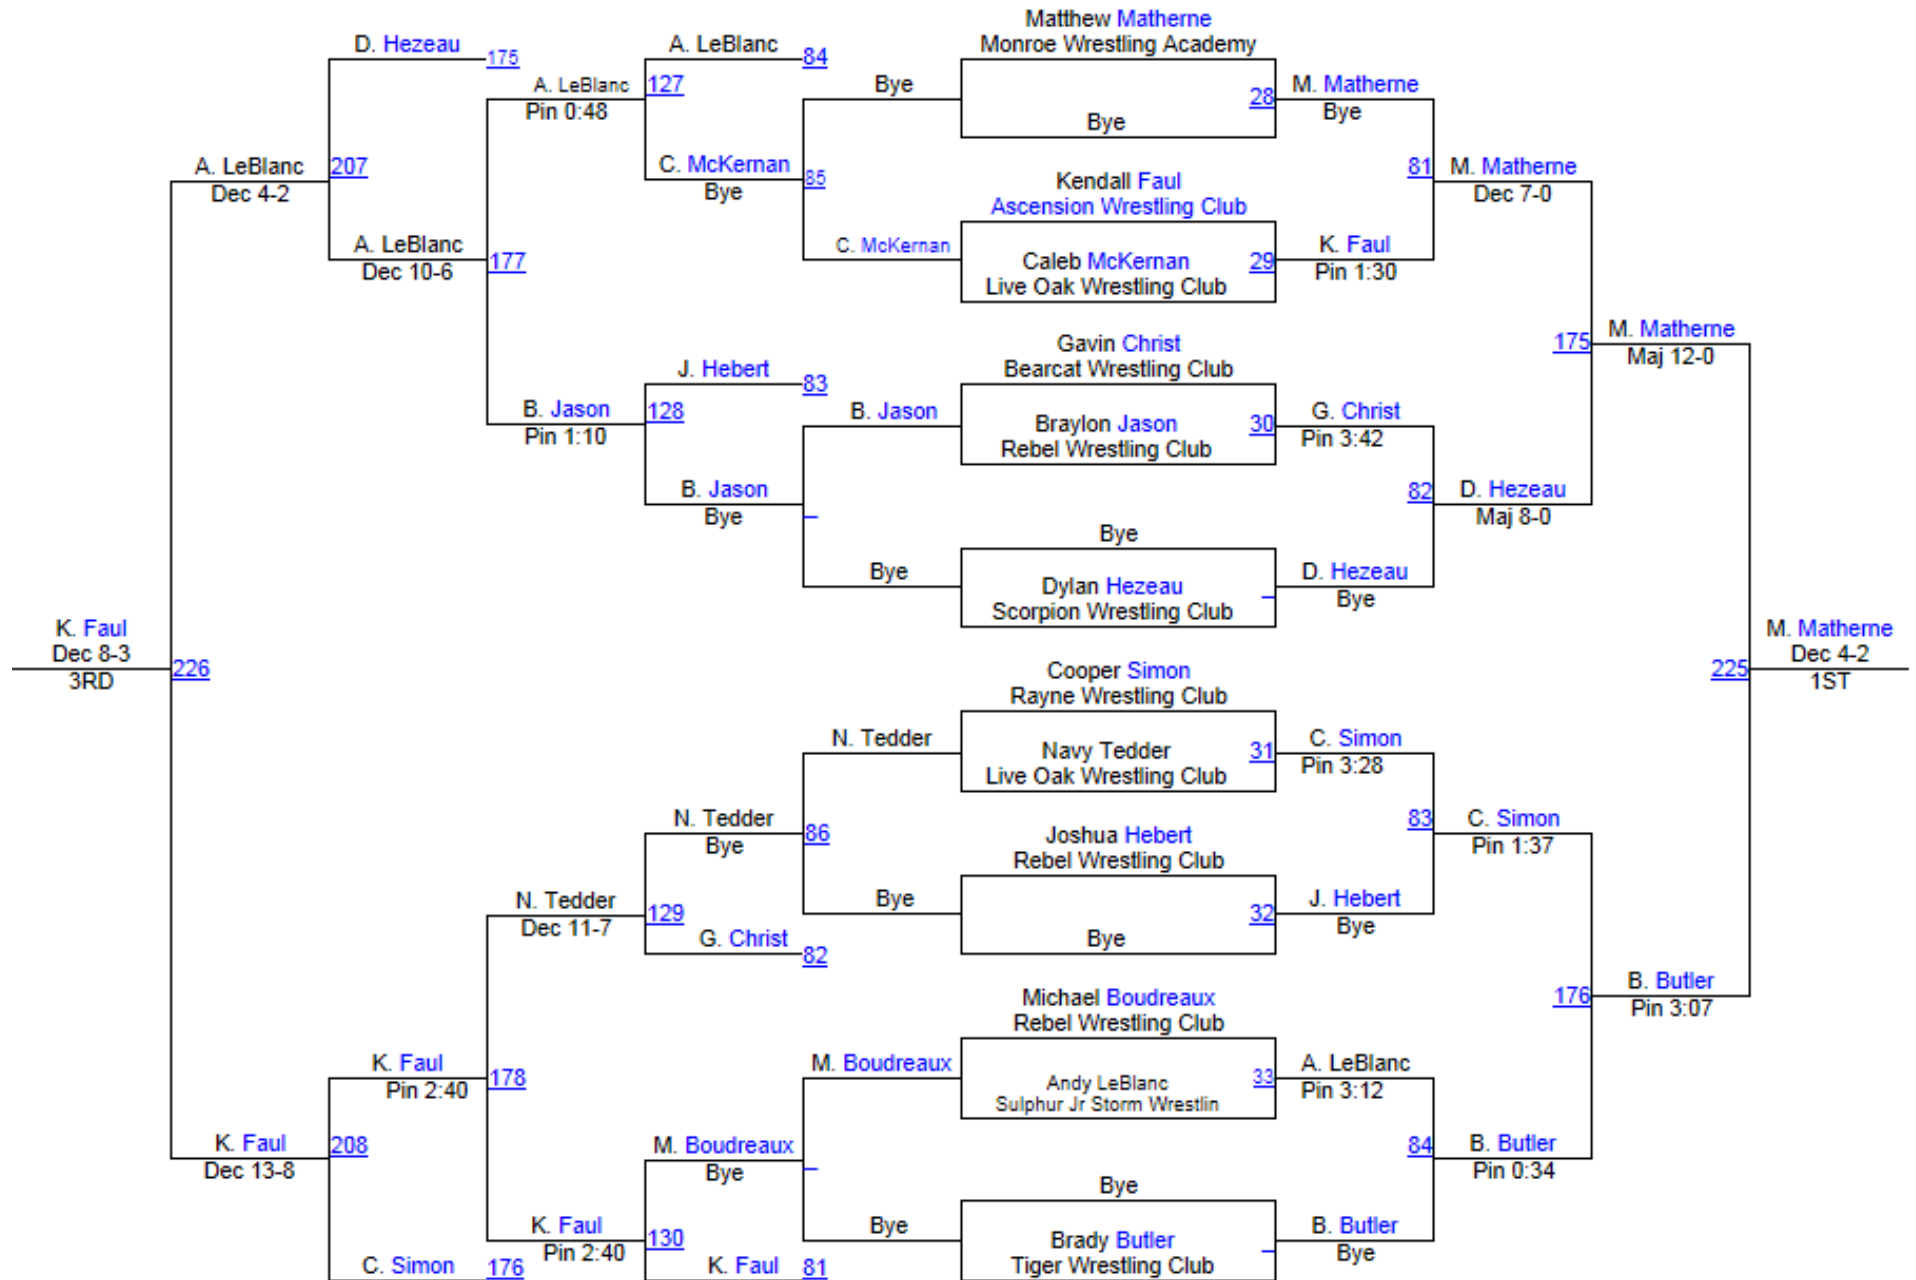 Matthew Matherne
D. Hezeau
A. LeBlanc
Monroe Wrestling Academy
175
84
A. LeBlanc
127
Bye
28
M. Matherne
Pin 0:48
Bye
Bye
A. LeBlanc
207
C. McKernan
85
81
M. Matherne
Dec 4-2
Bye
Kendall Faul
Dec 7-0
Ascension Wrestling Club
A. LeBlanc
C. McKernan
K. Faul
Dec 10-6
177
Caleb McKernan
29
Pin 1:30
Live Oak Wrestling Club
Gavin Christ
175
M. Matherne
J. Hebert
83
Bearcat Wrestling Club
Maj 12-0
B. Jason
128
B. Jason
Braylon Jason
30
G. Christ
Pin 1:10
Rebel Wrestling Club
Pin 3:42
B. Jason
82
D. Hezeau
Bye
Maj 8-0
Bye
Bye
Dylan Hezeau
D. Hezeau
Scorpion Wrestling Club
Bye
K. Faul
M. Matherne
Dec 8-3
Dec 4-2
3RD
226
Cooper Simon
225
1ST
Rayne Wrestling Club
N. Tedder
Navy Tedder
31
C. Simon
Live Oak Wrestling Club
Pin 3:28
N. Tedder
86
Joshua Hebert
83
C. Simon
Bye
Rebel Wrestling Club
Pin 1:37
N. Tedder
129
Bye
32
J. Hebert
Dec 11-7
G. Christ
82
Bye
Bye
Michael Boudreaux
176
B. Butler
Rebel Wrestling Club
Pin 3:07
K. Faul
178
M. Boudreaux
Andy LeBlanc
33
A. LeBlanc
Pin 2:40
Sulphur Jr Storm Wrestlin
Pin 3:12
K. Faul
208
M. Boudreaux
84
B. Butler
Dec 13-8
Bye
Pin 0:34
Bye
K. Faul
130
Bye
Brady Butler
B. Butler
Pin 2:40
Tiger Wrestling Club
Bye
C. Simon
176
K. Faul
81